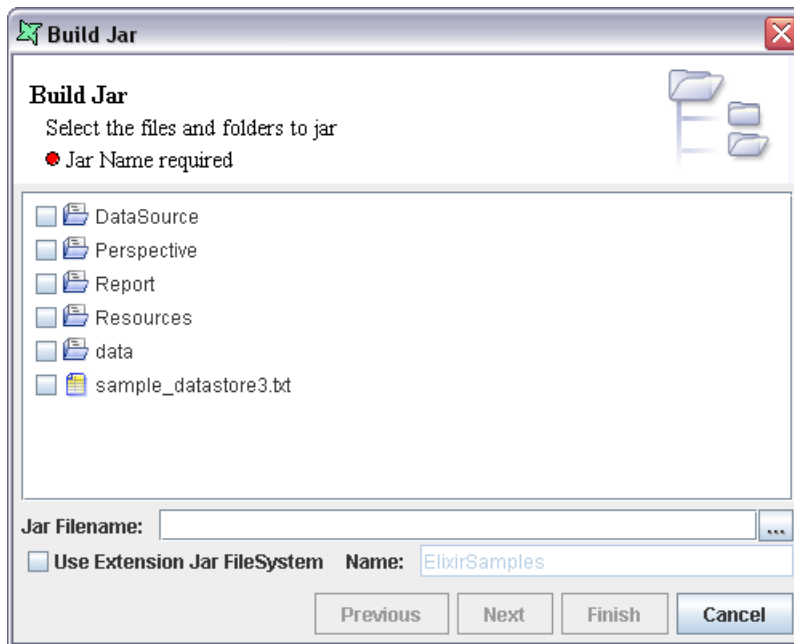 Build Jar
Build Jar
Select the files and folders to jar
Jar Name required
DataSource
Perspective
Report
Resources
data
sample_datastore3.txt
Jar Filename: ...
Use Extension Jar FileSystem Name: ElixirSamples
Previous Next Finish Cancel